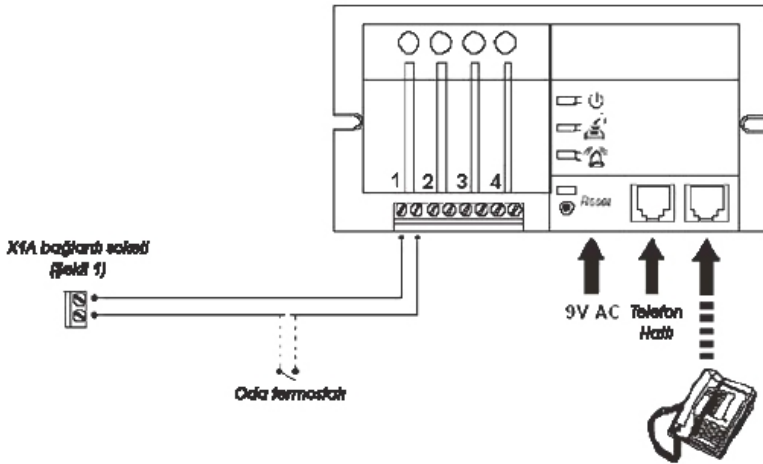 1 2 3 4
Reset
X1A bağlantı soketi
(Şekil 1)
9V AC
Telefon
Hattı
Oda termostatı